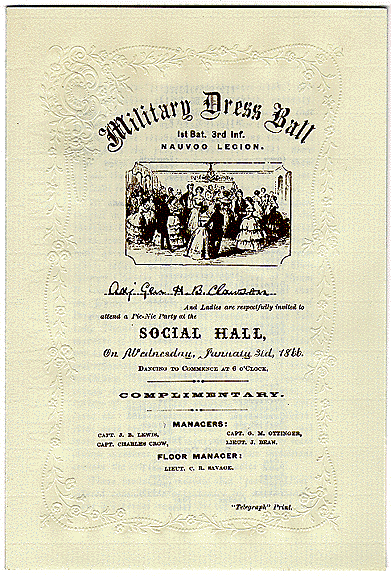 Military Dress Ball
1st Bat. 3rd Inf.
NAUVOO LEGION.
Adj. Gen H. B. Clawson
And Ladies are respectfully invited to
attend a Pic-Nic Party at the
SOCIAL HALL,
On Wednesday, January 3rd, 1866.
DANCING TO COMMENCE AT 6 O'CLOCK,
COMPLIMENTARY.
MANAGERS:
CAPT. J. B. LEWIS, CAPT. G. M. OTTINGER,
CAPT. CHARLES CROW, LIEUT. J. BEAN.
FLOOR MANAGER:
LIEUT. C. R. SAVAGE.
"Telegraph" Print.